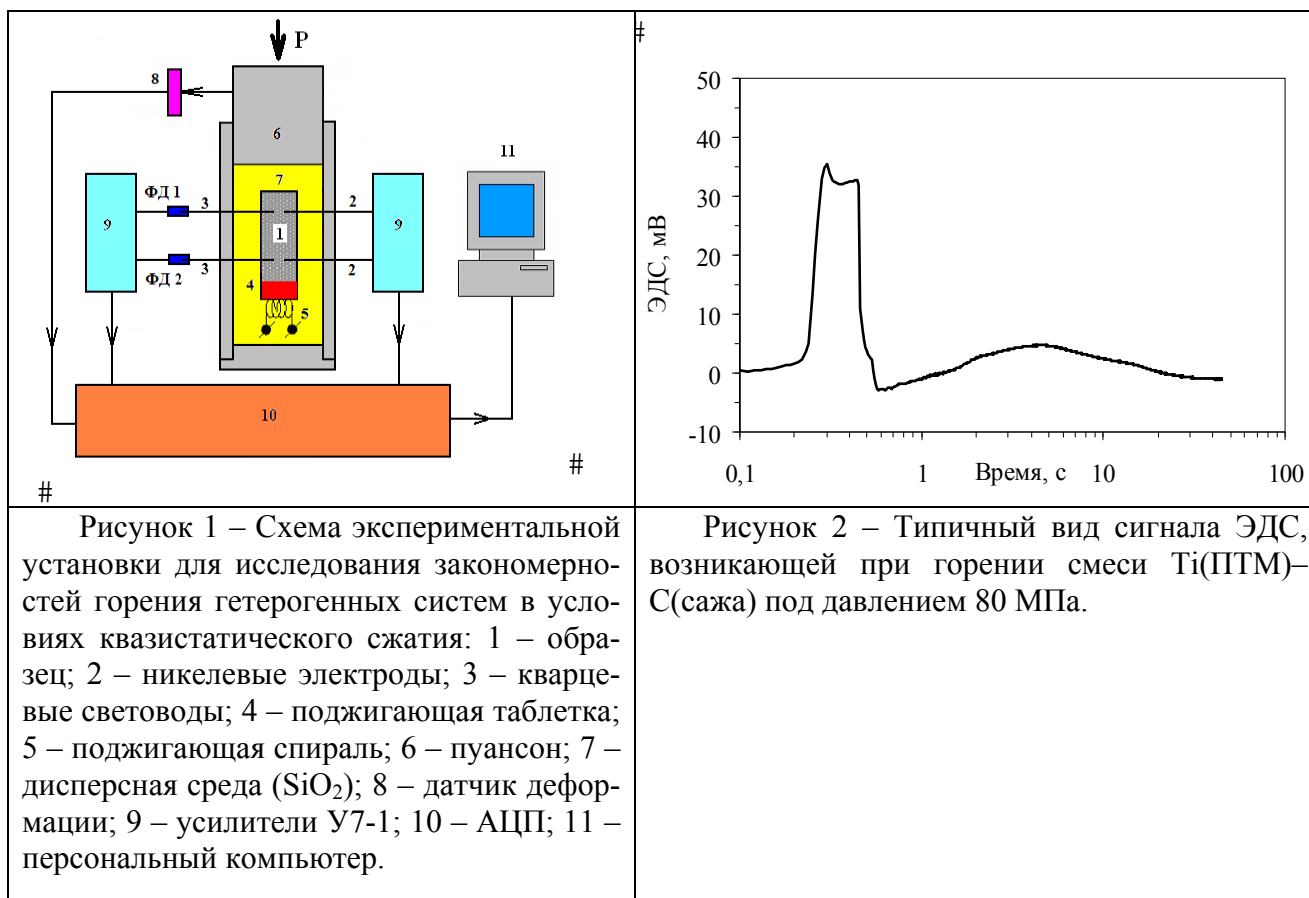 P
8
6
11
7
ФД 1
3
2
9
1
9
ФД 2
3
2
4
5
10
#
#
#
50
40
30
20
10
0
-10
ЭДС, мВ
0,1
1
Время, с
10
100
Рисунок 1 – Схема экспериментальной
установки для исследования закономерно-
стей горения гетерогенных систем в усло-
виях квазистатического сжатия: 1 – обра-
зец; 2 – никелевые электроды; 3 – кварце-
вые световоды; 4 – поджигающая таблетка;
5 – поджигающая спираль; 6 – пуансон; 7 –
дисперсная среда (SiO₂); 8 – датчик дефор-
мации; 9 – усилители У7-1; 10 – АЦП; 11 –
персональный компьютер.
Рисунок 2 – Типичный вид сигнала ЭДС,
возникающей при горении смеси Ti(ПТМ)–
C(сажа) под давлением 80 МПа.